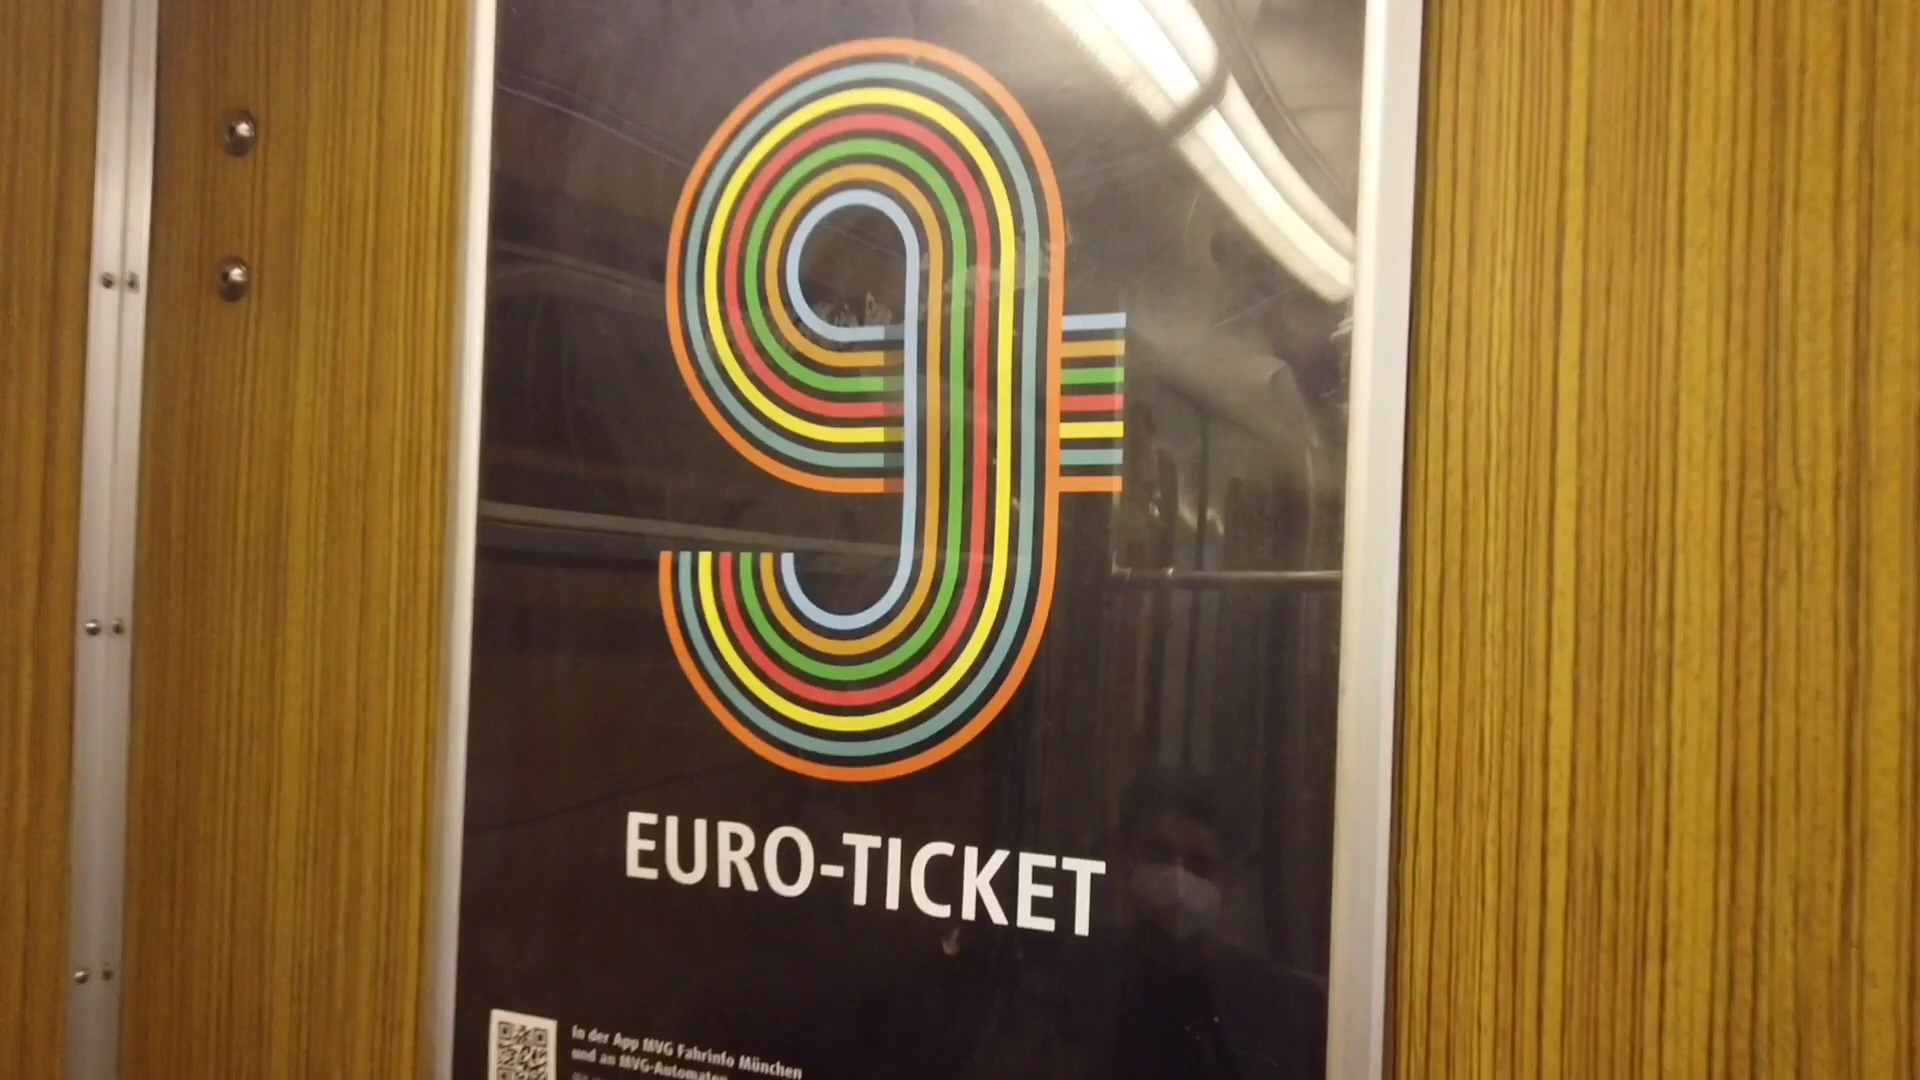 9
EURO-TICKET
In der App MVG Fahrinfo München
und an MVG-Automaten